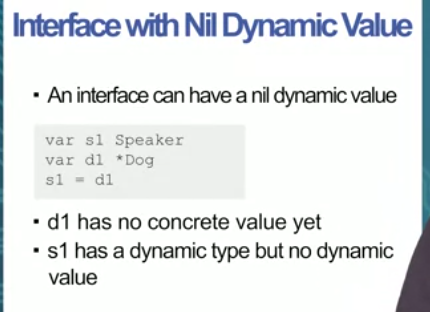 Interface with Nil Dynamic Value
▪ An interface can have a nil dynamic value
var s1 Speaker
var d1 *Dog
s1 = d1
▪ d1 has no concrete value yet
▪ s1 has a dynamic type but no dynamic
value